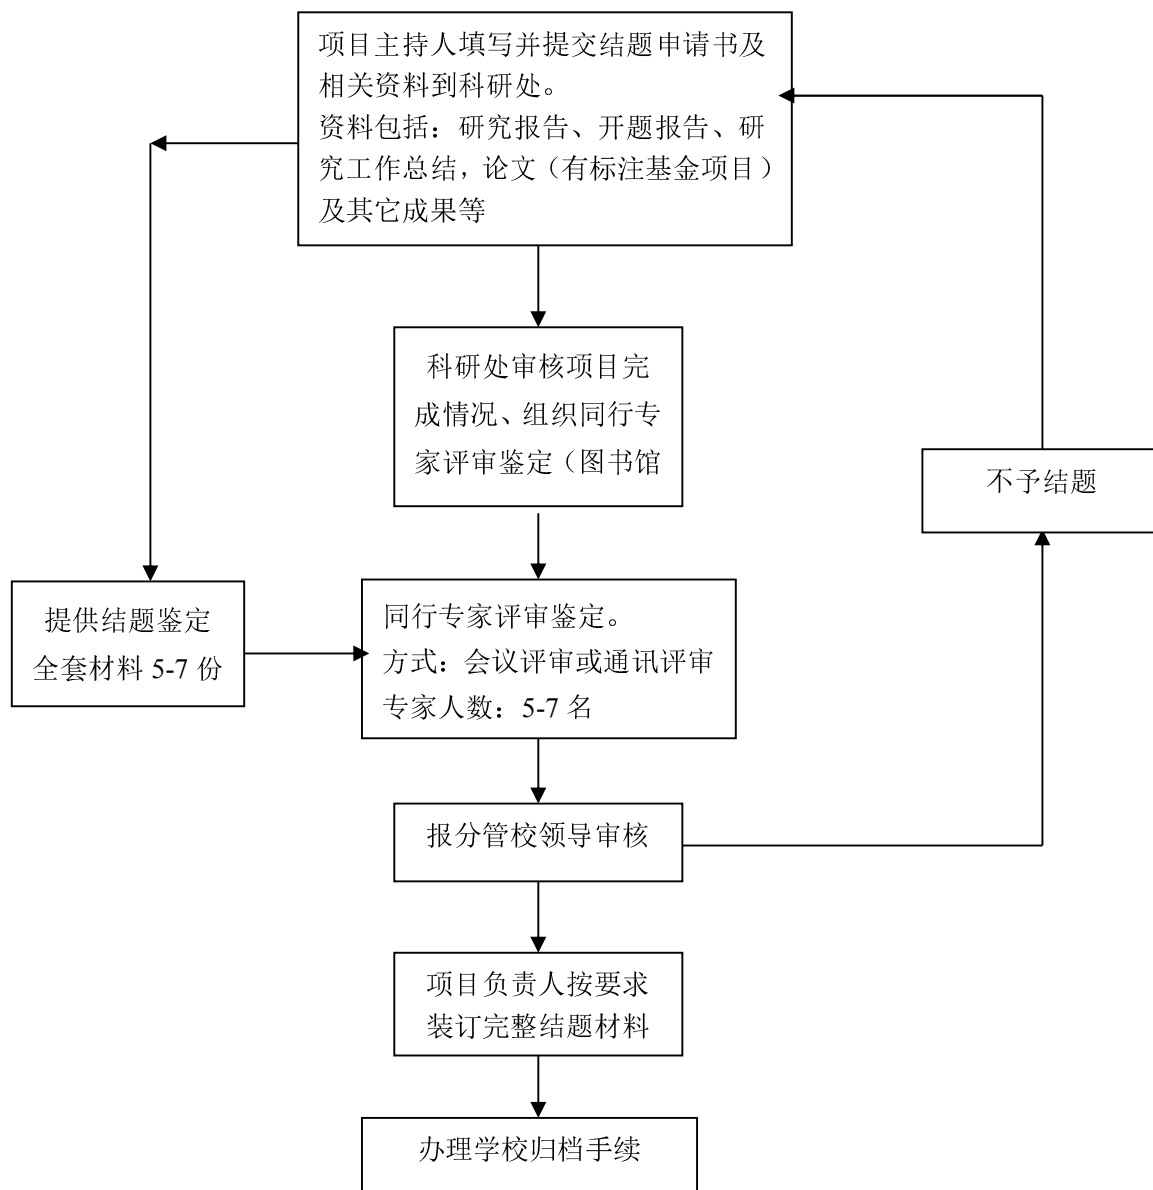 项目主持人填写并提交结题申请书及
相关资料到科研处。
资料包括：研究报告、开题报告、研
究工作总结，论文（有标注基金项目）
及其它成果等
科研处审核项目完
成情况、组织同行专
家评审鉴定（图书馆
不予结题
提供结题鉴定
全套材料 5-7 份
同行专家评审鉴定。
方式：会议评审或通讯评审
专家人数：5-7 名
报分管校领导审核
项目负责人按要求
装订完整结题材料
办理学校归档手续